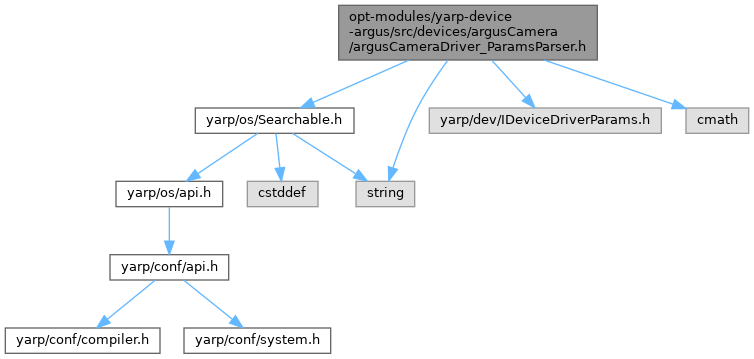 opt-modules/yarp-device
-argus/src/devices/argusCamera
/argusCameraDriver_ParamsParser.h
yarp/os/Searchable.h
yarp/dev/IDeviceDriverParams.h
cmath
yarp/os/api.h
cstddef
string
yarp/conf/api.h
yarp/conf/compiler.h
yarp/conf/system.h